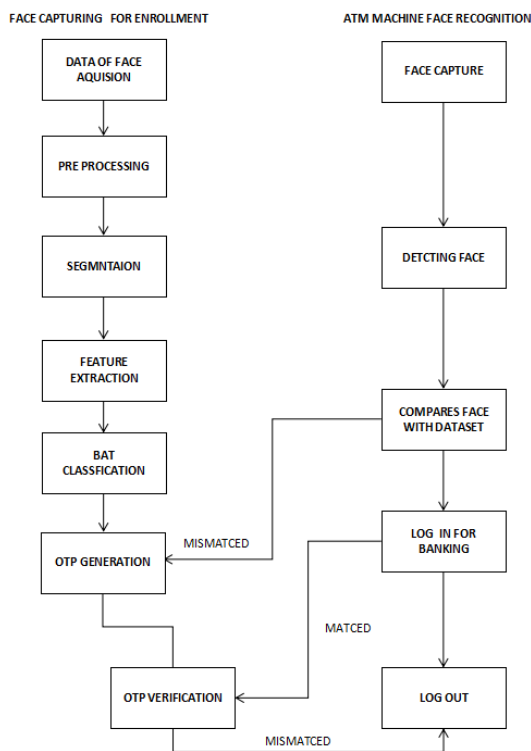 FACE CAPTURING FOR ENROLLMENT
DATA OF FACE
AQUISION
PRE PROCESSING
SEGMNTAION
FEATURE
EXTRACTION
BAT
CLASSFICATION
OTP GENERATION
OTP VERIFICATION
ATM MACHINE FACE RECOGNITION
FACE CAPTURE
DETCTING FACE
COMPARES FACE
WITH DATASET
LOG IN FOR
BANKING
LOG OUT
MISMATCED
MATCED
MISMATCED